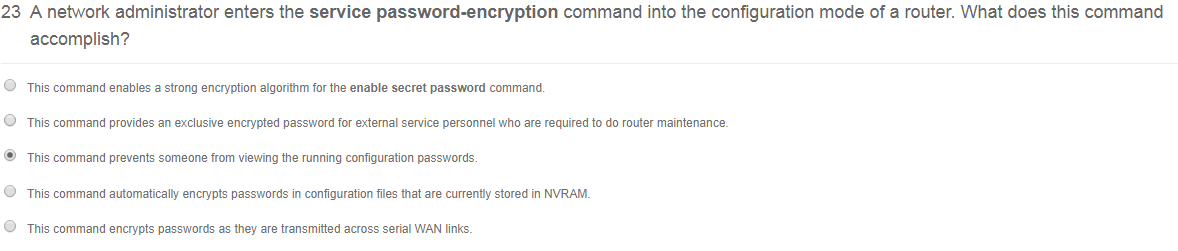 23 A network administrator enters the service password-encryption command into the configuration mode of a router. What does this command
accomplish?
This command enables a strong encryption algorithm for the enable secret password command.
This command provides an exclusive encrypted password for external service personnel who are required to do router maintenance.
This command prevents someone from viewing the running configuration passwords.
This command automatically encrypts passwords in configuration files that are currently stored in NVRAM.
This command encrypts passwords as they are transmitted across serial WAN links.